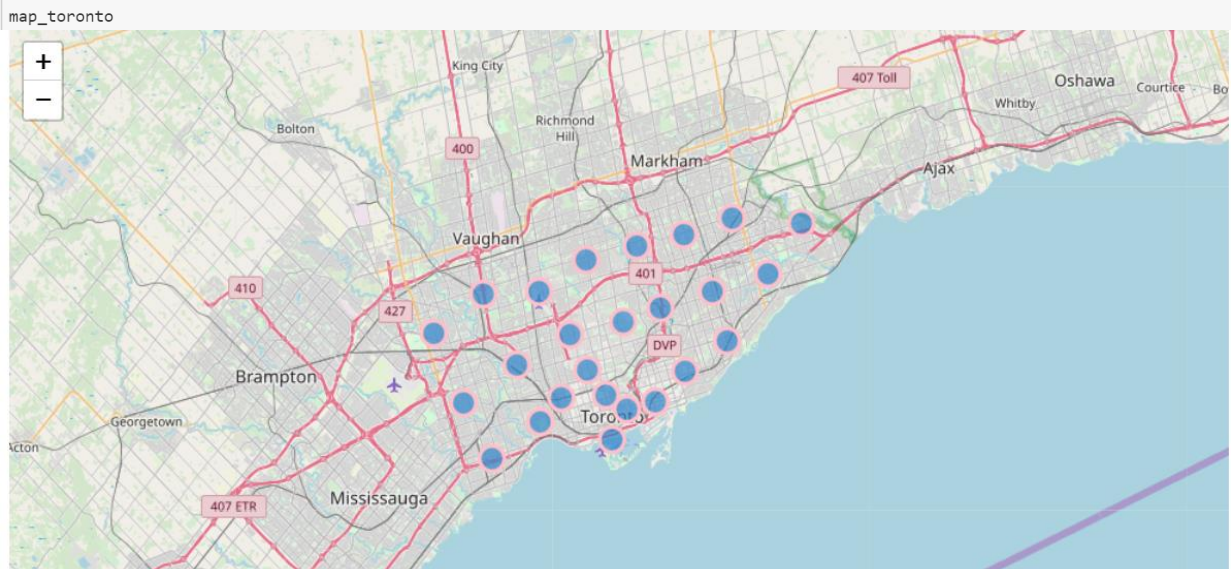 map_toronto
+
−
King City
407 Toll
Oshawa
Courtice
Bo
Whitby
Richmond
Hill
Bolton
400
Markham
Ajax
Vaughan
401
410
427
DVP
Brampton
Georgetown
Toronto
Acton
Mississauga
407 ETR